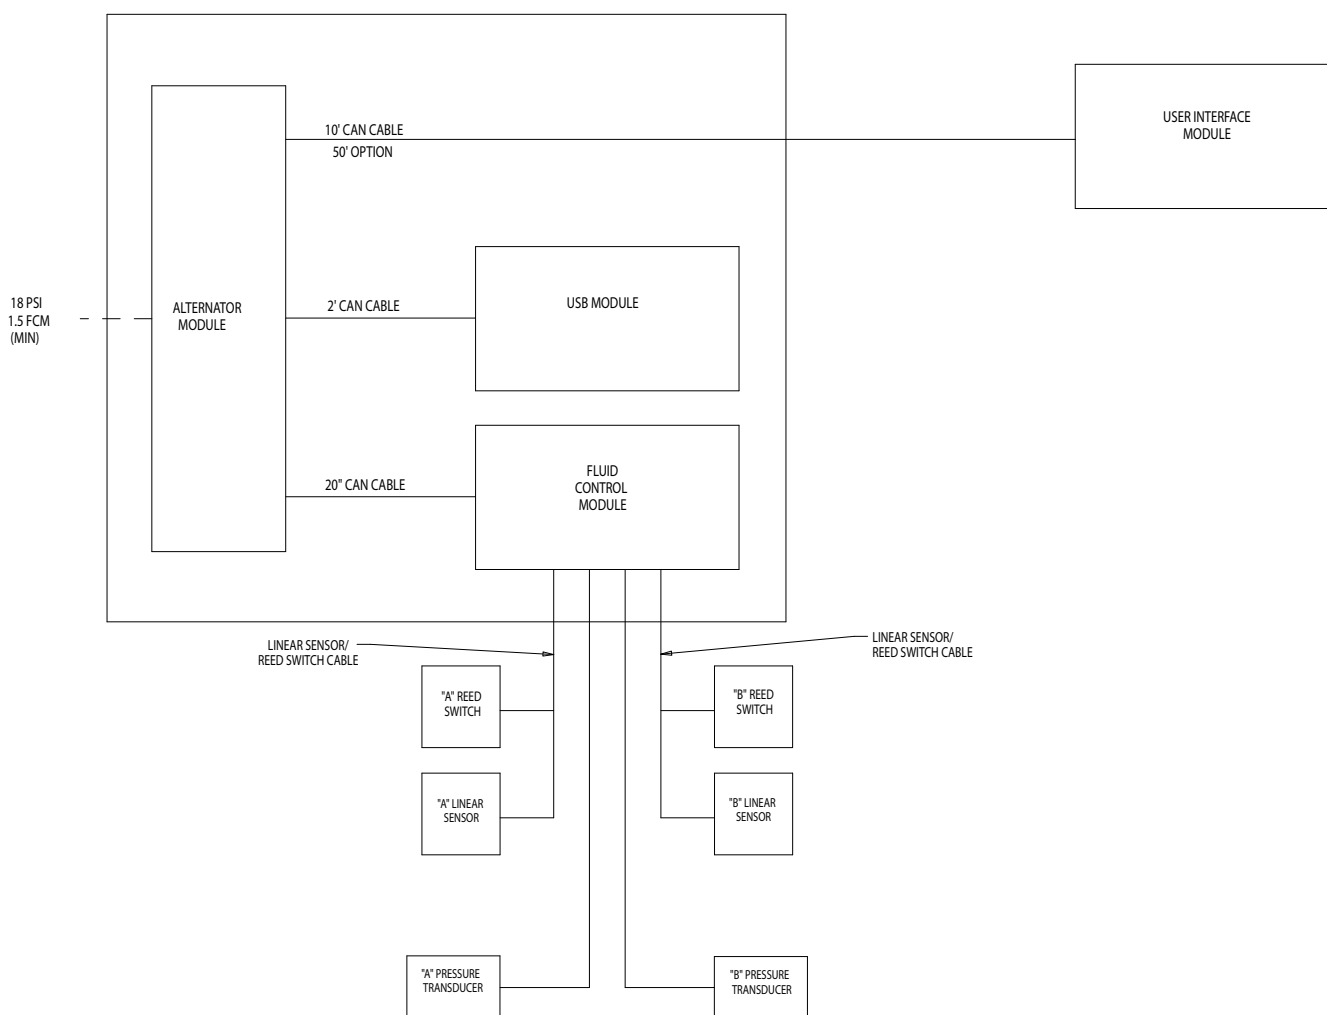 10' CAN CABLE
50' OPTION
USER INTERFACE
MODULE
18 PSI
1.5 FCM
(MIN)
ALTERNATOR
MODULE
2' CAN CABLE
USB MODULE
20" CAN CABLE
FLUID
CONTROL
MODULE
LINEAR SENSOR/
REED SWITCH CABLE
LINEAR SENSOR/
REED SWITCH CABLE
"A" REED
SWITCH
"B" REED
SWITCH
"A" LINEAR
SENSOR
"B" LINEAR
SENSOR
"A" PRESSURE
TRANSDUCER
"B" PRESSURE
TRANSDUCER